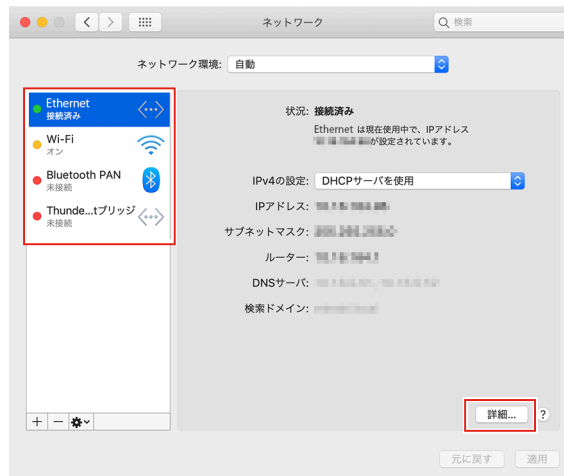 ネットワーク
検索
ネットワーク環境: 自動
Ethernet
接続済み
Wi-Fi
オン
Bluetooth PAN
未接続
Thunde...tブリッジ
未接続
状況: 接続済み
Ethernet は現在使用中で、IPアドレス
が設定されています。
IPv4の設定: DHCPサーバを使用
IPアドレス:
サブネットマスク:
ルーター:
DNSサーバ:
検索ドメイン:
詳細... ?
元に戻す 適用